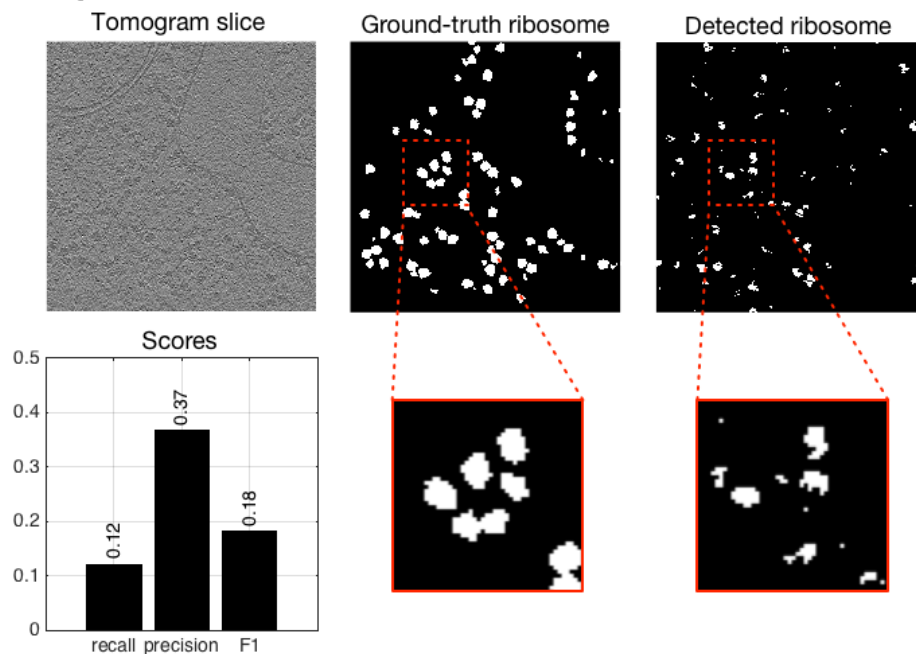 Tomogram slice
Ground-truth ribosome
Detected ribosome
Scores
0.5
0.4
0.3
0.2
0.1
0
0.12
0.37
0.18
recall precision F1